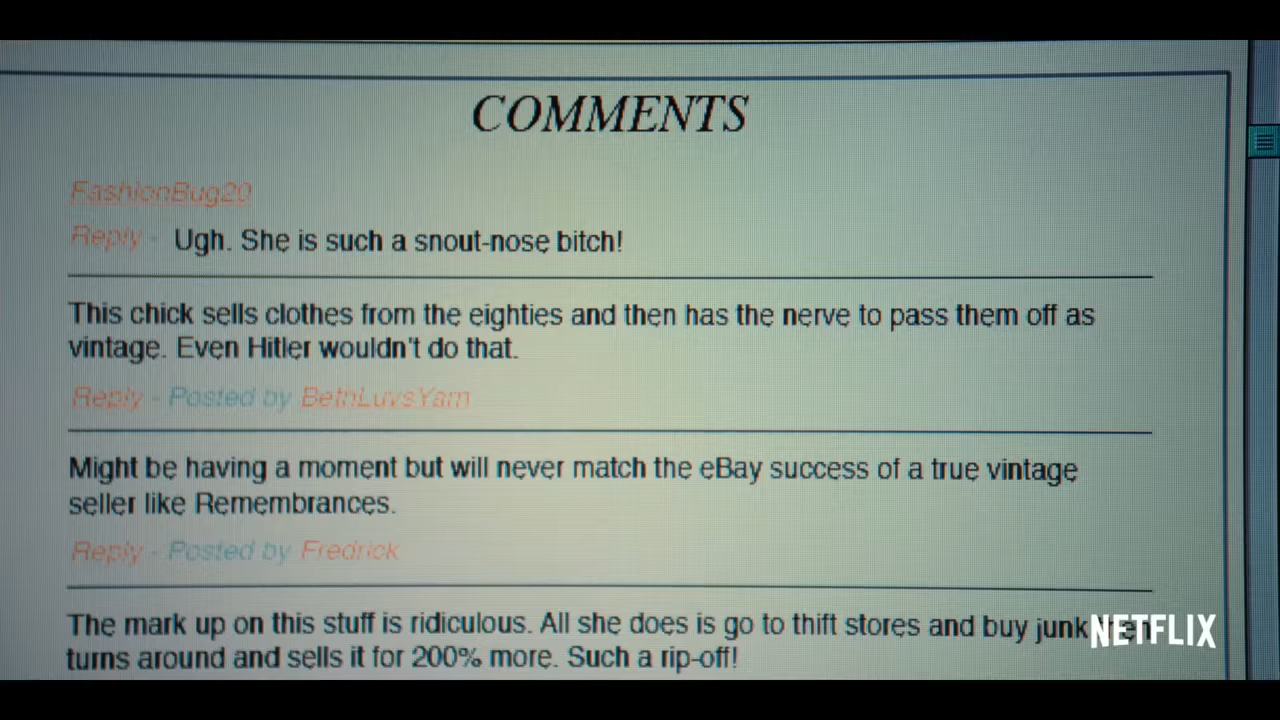 COMMENTS
FashionBug20
Reply - Ugh. She is such a snout-nose bitch!
This chick sells clothes from the eighties and then has the nerve to pass them off as
vintage. Even Hitler wouldn't do that.
Reply - Posted by BethLuvsYarn
Might be having a moment but will never match the eBay success of a true vintage
seller like Remembrances.
Reply - Posted by Fredrick
The mark up on this stuff is ridiculous. All she does is go to thift stores and buy junk
turns around and sells it for 200% more. Such a rip-off!
NETFLIX